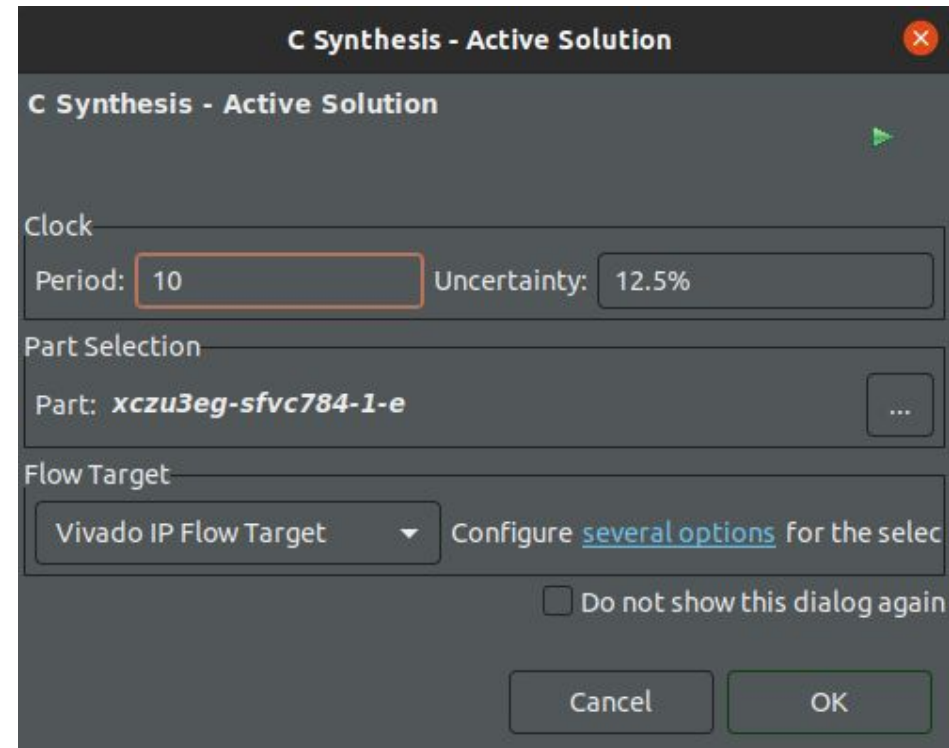 C Synthesis - Active Solution
C Synthesis - Active Solution
Clock
Period: 10 Uncertainty: 12.5%
Part Selection
Part: xczu3eg-sfvc784-1-e ...
Flow Target
Vivado IP Flow Target Configure several options for the selec
Do not show this dialog again
Cancel OK